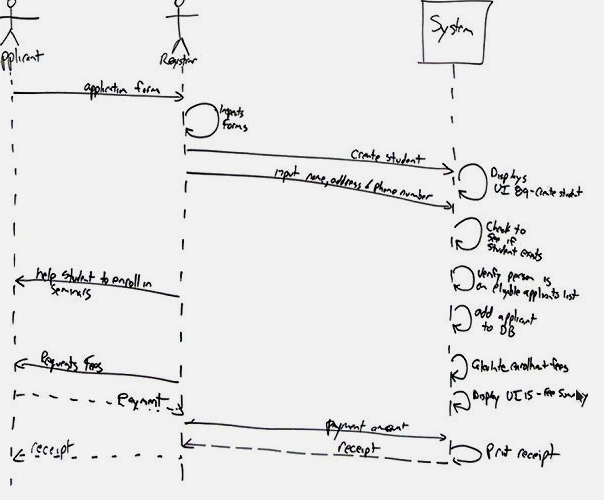 Applicant
Registrar
System
application form
Inputs
forms
Create student
Displays
UI 89-Create student
input name, address & phone number
Check to
see if
student exists
help student to enroll in
seminars
verify person is
on eligible applicants list
add applicant
to DB
Requests fees
Calculate enrollment fees
Display UI 15 - Fee Summary
Payment
payment amount
receipt
receipt
Print receipt